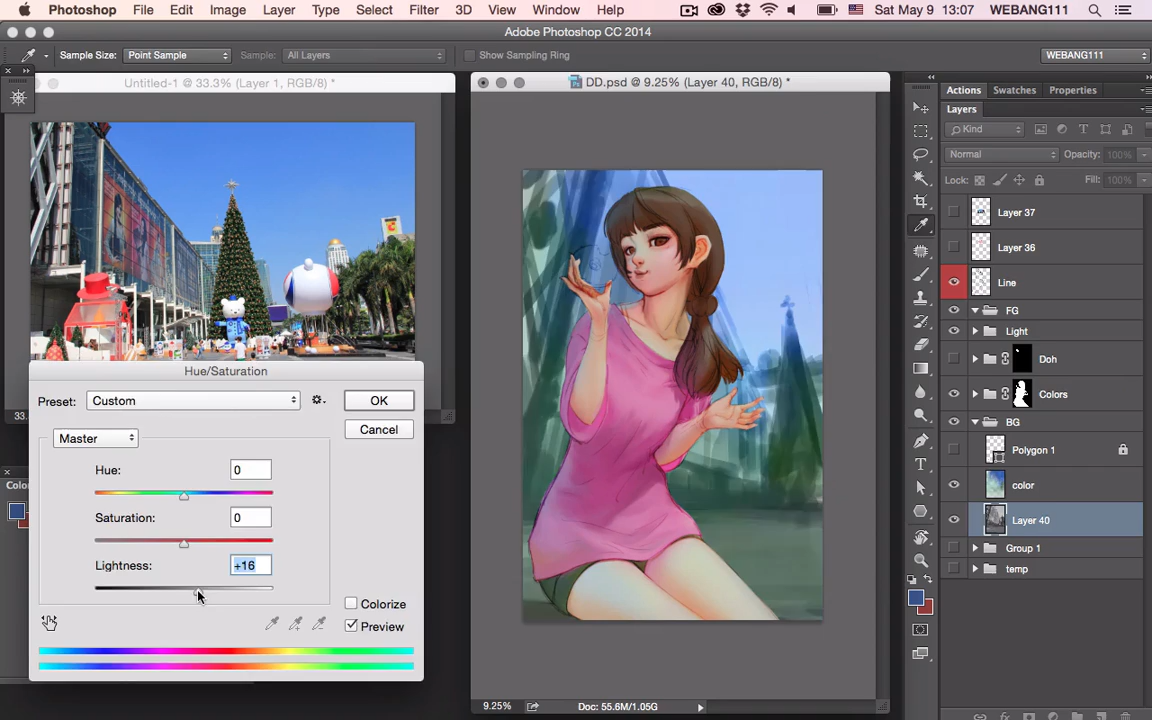 Photoshop File Edit Image Layer Type Select Filter 3D View Window Help Sat May 9 13:07 WEBANG111
Adobe Photoshop CC 2014
Sample Size: Point Sample Sample: All Layers Show Sampling Ring WEBANG111
Untitled-1 @ 33.3% (Layer 1, RGB/8) *
DD.psd @ 9.25% (Layer 40, RGB/8) *
Actions Swatches Properties
Layers
Kind
Normal Opacity: 100%
Lock: Fill: 100%
Layer 37
Layer 36
Line
FG
Light
Doh
Colors
BG
Polygon 1
color
Layer 40
Group 1
temp
Hue/Saturation
Preset: Custom OK
33.
Cancel
Master
Hue: 0
Colo
Saturation: 0
Lightness: +16
Colorize
Preview
9.25% Doc: 55.6M/1.05G